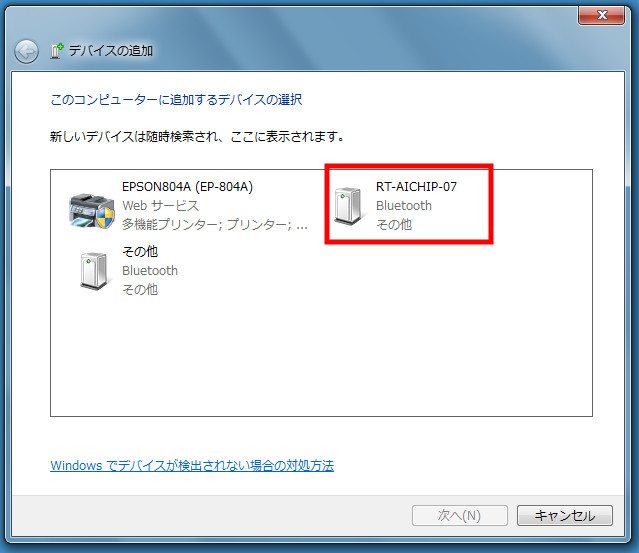 デバイスの追加
このコンピューターに追加するデバイスの選択
新しいデバイスは随時検索され、ここに表示されます。
EPSON804A (EP-804A)
Web サービス
多機能プリンター; プリンター; ...
RT-AICHIP-07
Bluetooth
その他
その他
Bluetooth
その他
Windows でデバイスが検出されない場合の対処方法
次へ(N)
キャンセル